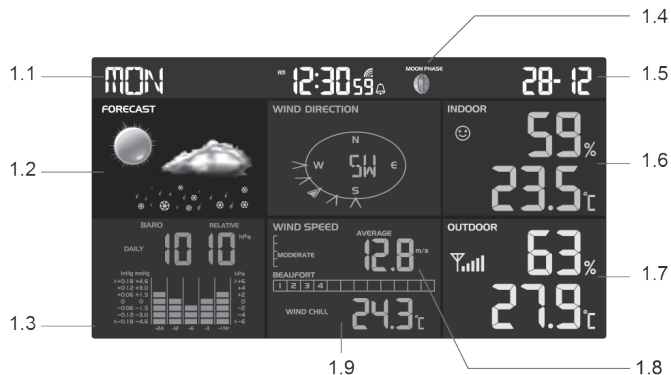 1.4
1.1 MON AM 12:30 59 MOON PHASE 28-12 1.5
FORECAST WIND DIRECTION INDOOR
N
W SW E
S
59%
23.5°C
1.2
1.6
BARO RELATIVE
DAILY 10 10 hPa
WIND SPEED
AVERAGE
MODERATE 12.8 m/s
BEAUFORT
1 2 3 4
WIND CHILL 24.3°C
OUTDOOR
63%
27.9°C
1.7
inHg mmHg hPa
≥+0.18 +4.6 ≥+6
+0.12 +3.0 +4
+0.06 +1.5 +2
0 0 0
-0.06 -1.5 -2
-0.12 -3.0 -4
≤-0.18 -4.6 ≤-6
-24 -12 -6 -3 -1Hr
1.3
1.9
1.8